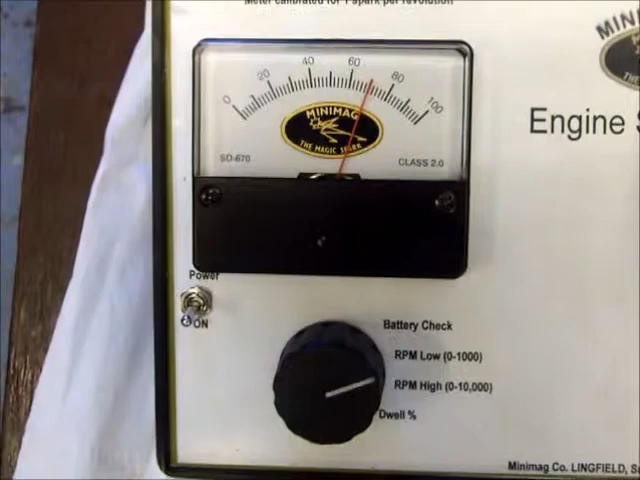 Meter calibrated for 1 spark per revolution
MINIMAG
0 20 40 60 80 100
MINIMAG
THE MAGIC SPARK
SD-670
CLASS 2.0
Engine
Power
ON
Battery Check
RPM Low (0-1000)
RPM High (0-10,000)
Dwell %
Minimag Co. LINGFIELD,